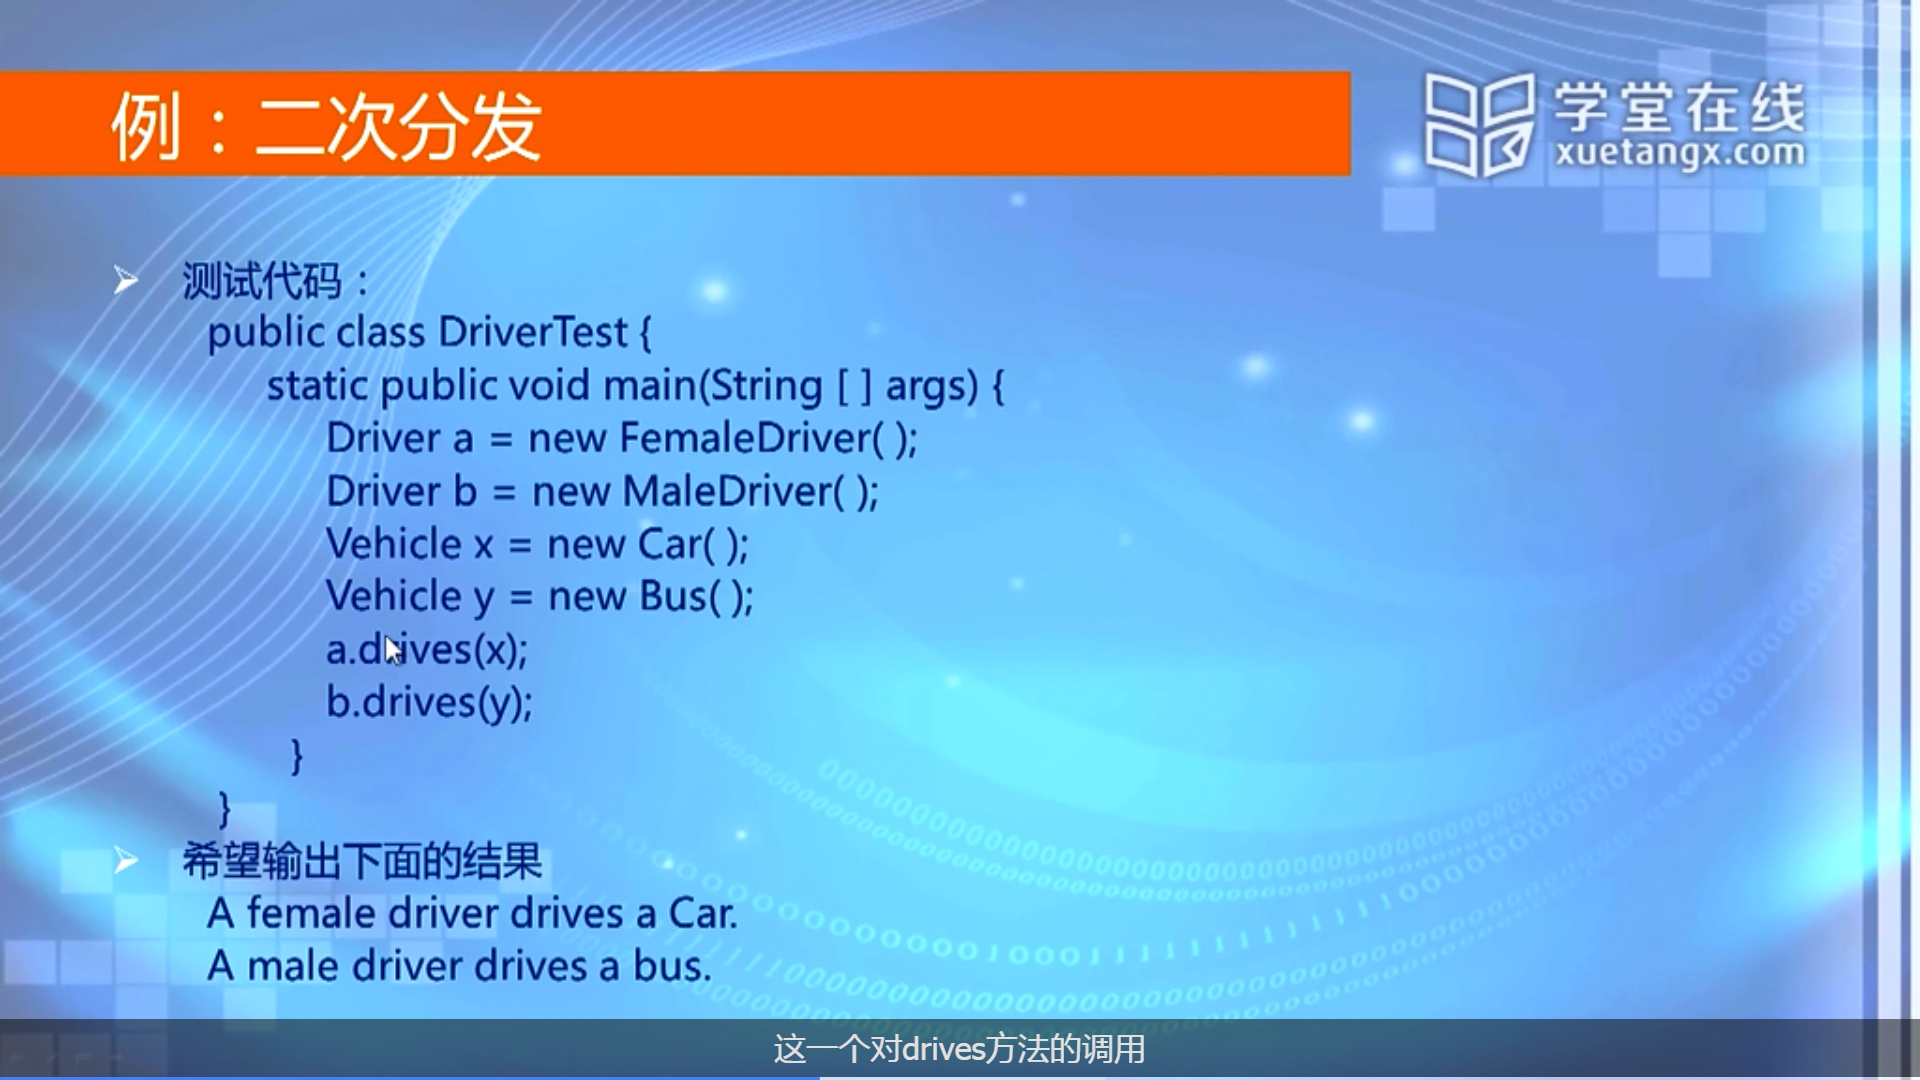 例：二次分发
学堂在线
xuetangx.com
测试代码：
public class DriverTest {
static public void main(String [ ] args) {
Driver a = new FemaleDriver( );
Driver b = new MaleDriver( );
Vehicle x = new Car( );
Vehicle y = new Bus( );
a.drives(x);
b.drives(y);
}
}
希望输出下面的结果
A female driver drives a Car.
A male driver drives a bus.
这一个对drives方法的调用